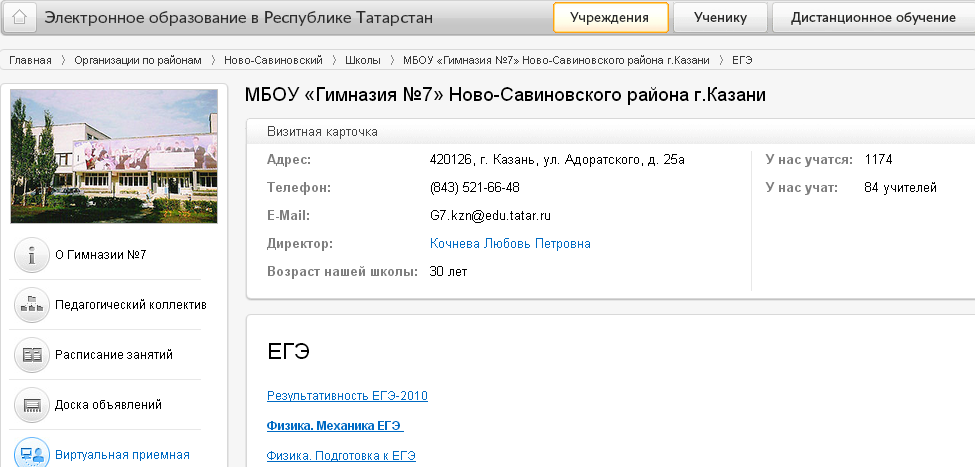 Электронное образование в Республике Татарстан
Учреждения
Ученику
Дистанционное обучение
Главная > Организации по районам > Ново-Савиновский > Школы > МБОУ «Гимназия №7» Ново-Савиновского района г.Казани > ЕГЭ
МБОУ «Гимназия №7» Ново-Савиновского района г.Казани
Визитная карточка
Адрес: 420126, г. Казань, ул. Адоратского, д. 25а
Телефон: (843) 521-66-48
E-Mail: G7.kzn@edu.tatar.ru
Директор: Кочнева Любовь Петровна
Возраст нашей школы: 30 лет
У нас учатся: 1174
У нас учат: 84 учителей
О Гимназии №7
Педагогический коллектив
Расписание занятий
Доска объявлений
Виртуальная приемная
ЕГЭ
Результативность ЕГЭ-2010
Физика. Механика ЕГЭ
Физика. Подготовка к ЕГЭ